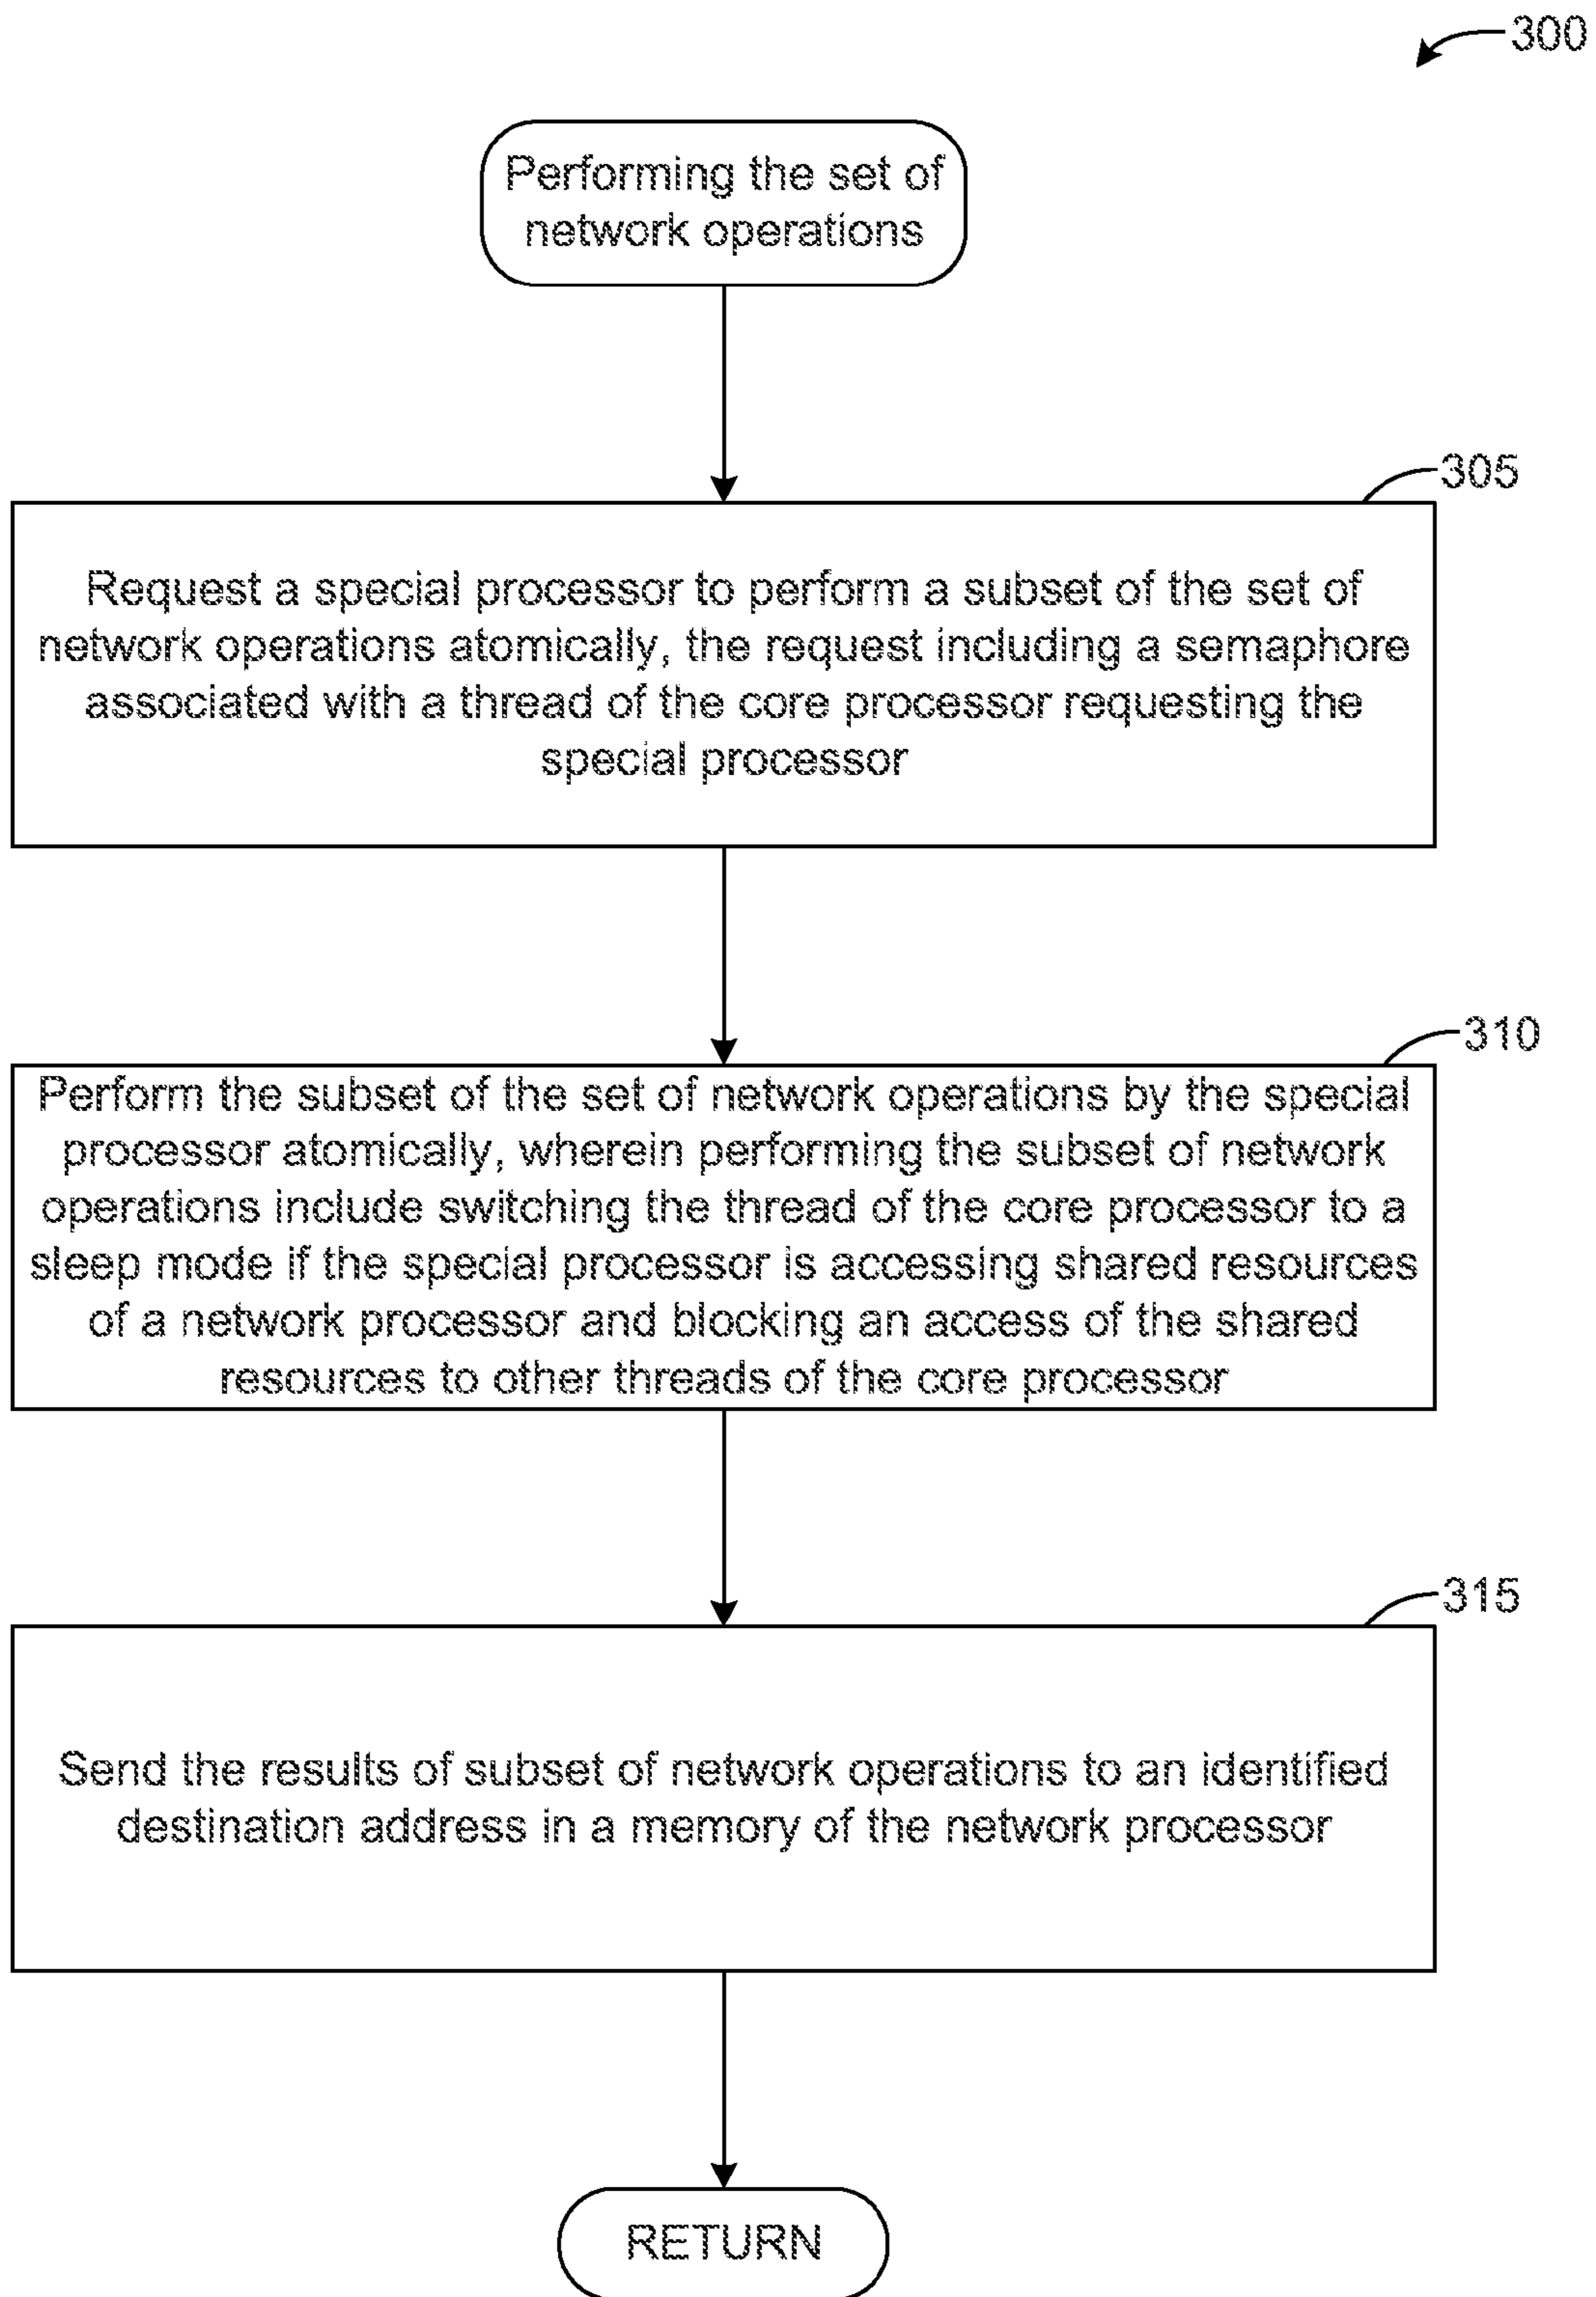 300
Performing the set of
network operations
305
Request a special processor to perform a subset of the set of
network operations atomically, the request including a semaphore
associated with a thread of the core processor requesting the
special processor
310
Perform the subset of the set of network operations by the special
processor atomically, wherein performing the subset of network
operations include switching the thread of the core processor to a
sleep mode if the special processor is accessing shared resources
of a network processor and blocking an access of the shared
resources to other threads of the core processor
315
Send the results of subset of network operations to an identified
destination address in a memory of the network processor
RETURN